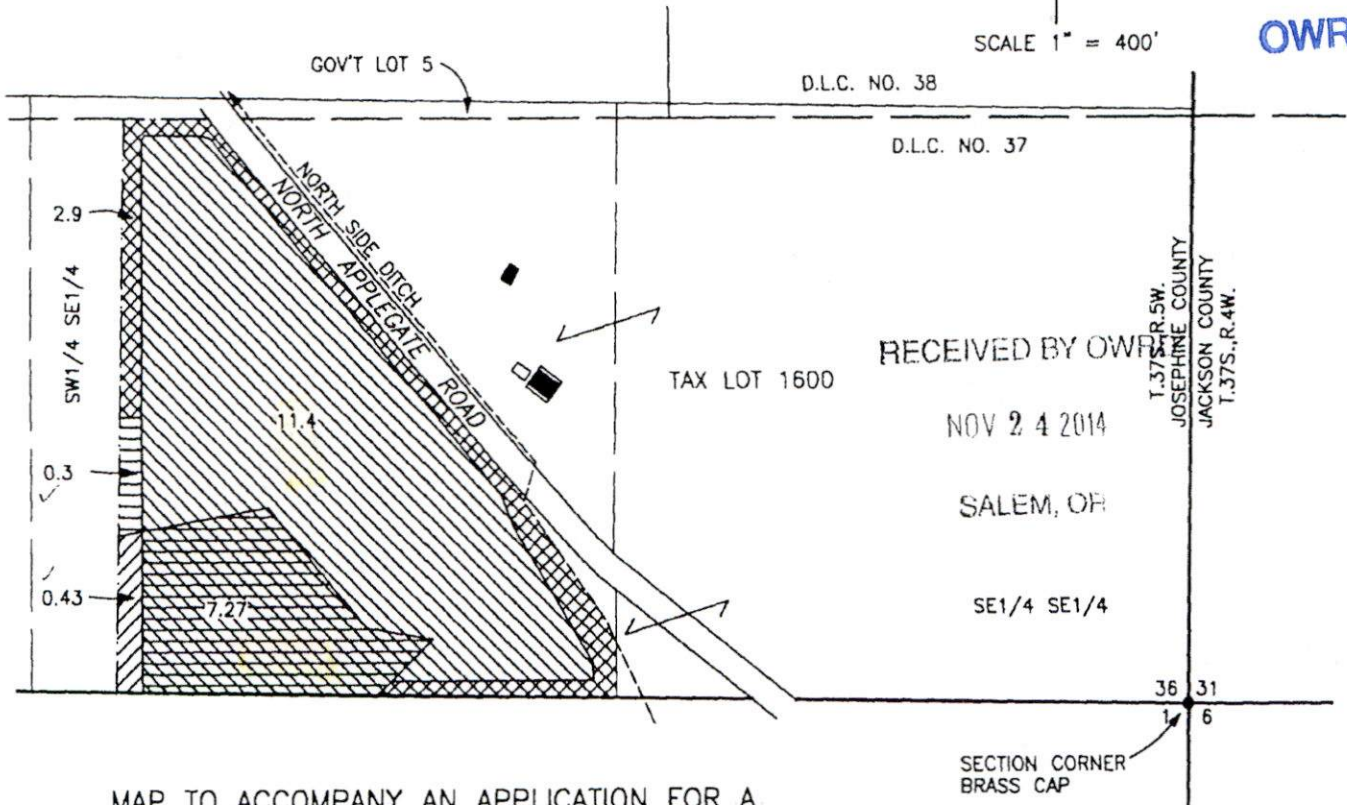 SCALE 1" = 400'
OWR
GOV'T LOT 5
D.L.C. NO. 38
D.L.C. NO. 37
NORTH SIDE DITCH
NORTH APPLEGATE ROAD
2.9
SW1/4 SE1/4
T.37S.,R.5W.
JOSEPHINE COUNTY
JACKSON COUNTY
T.37S.,R.4W.
RECEIVED BY OWR
TAX LOT 1600
11.4
NOV 24 2014
0.3
SALEM, OR
0.43
7.27
SE1/4 SE1/4
36 31
1 6
SECTION CORNER
BRASS CAP
MAP TO ACCOMPANY AN APPLICATION FOR A